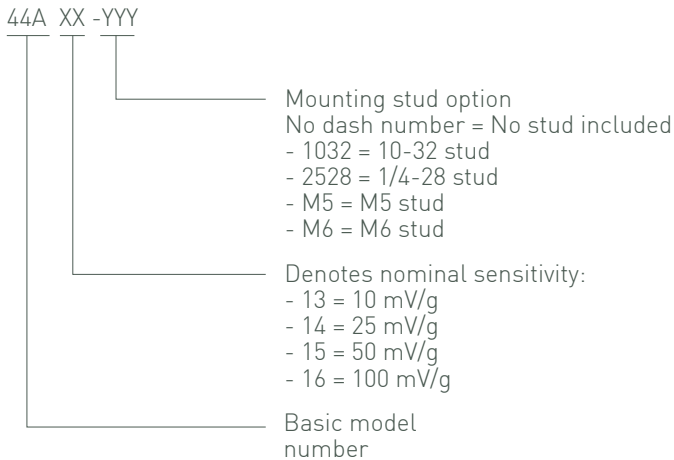 44A XX -YYY
Mounting stud option
No dash number = No stud included
- 1032 = 10-32 stud
- 2528 = 1/4-28 stud
- M5 = M5 stud
- M6 = M6 stud
Denotes nominal sensitivity:
- 13 = 10 mV/g
- 14 = 25 mV/g
- 15 = 50 mV/g
- 16 = 100 mV/g
Basic model
number